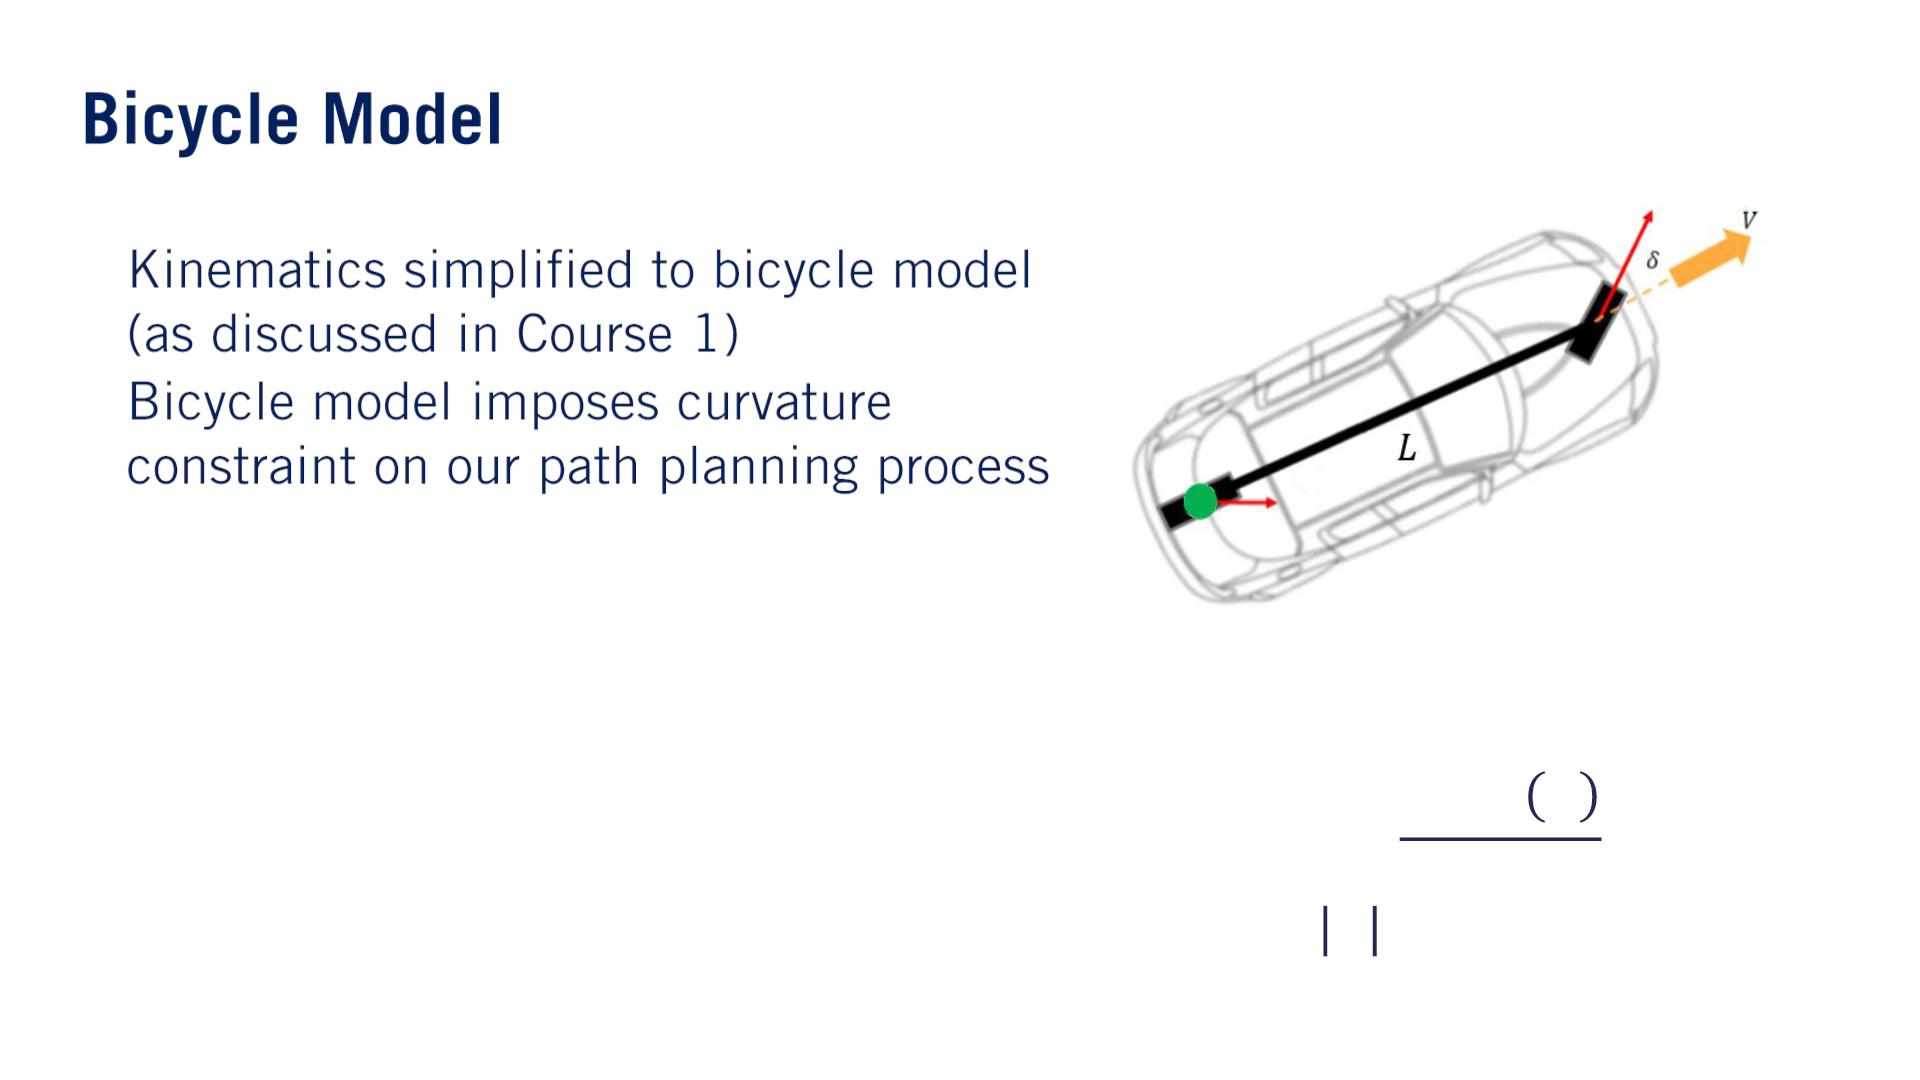 Bicycle Model
Kinematics simplified to bicycle model
(as discussed in Course 1)
Bicycle model imposes curvature
constraint on our path planning process
V
δ
L
( )
| |